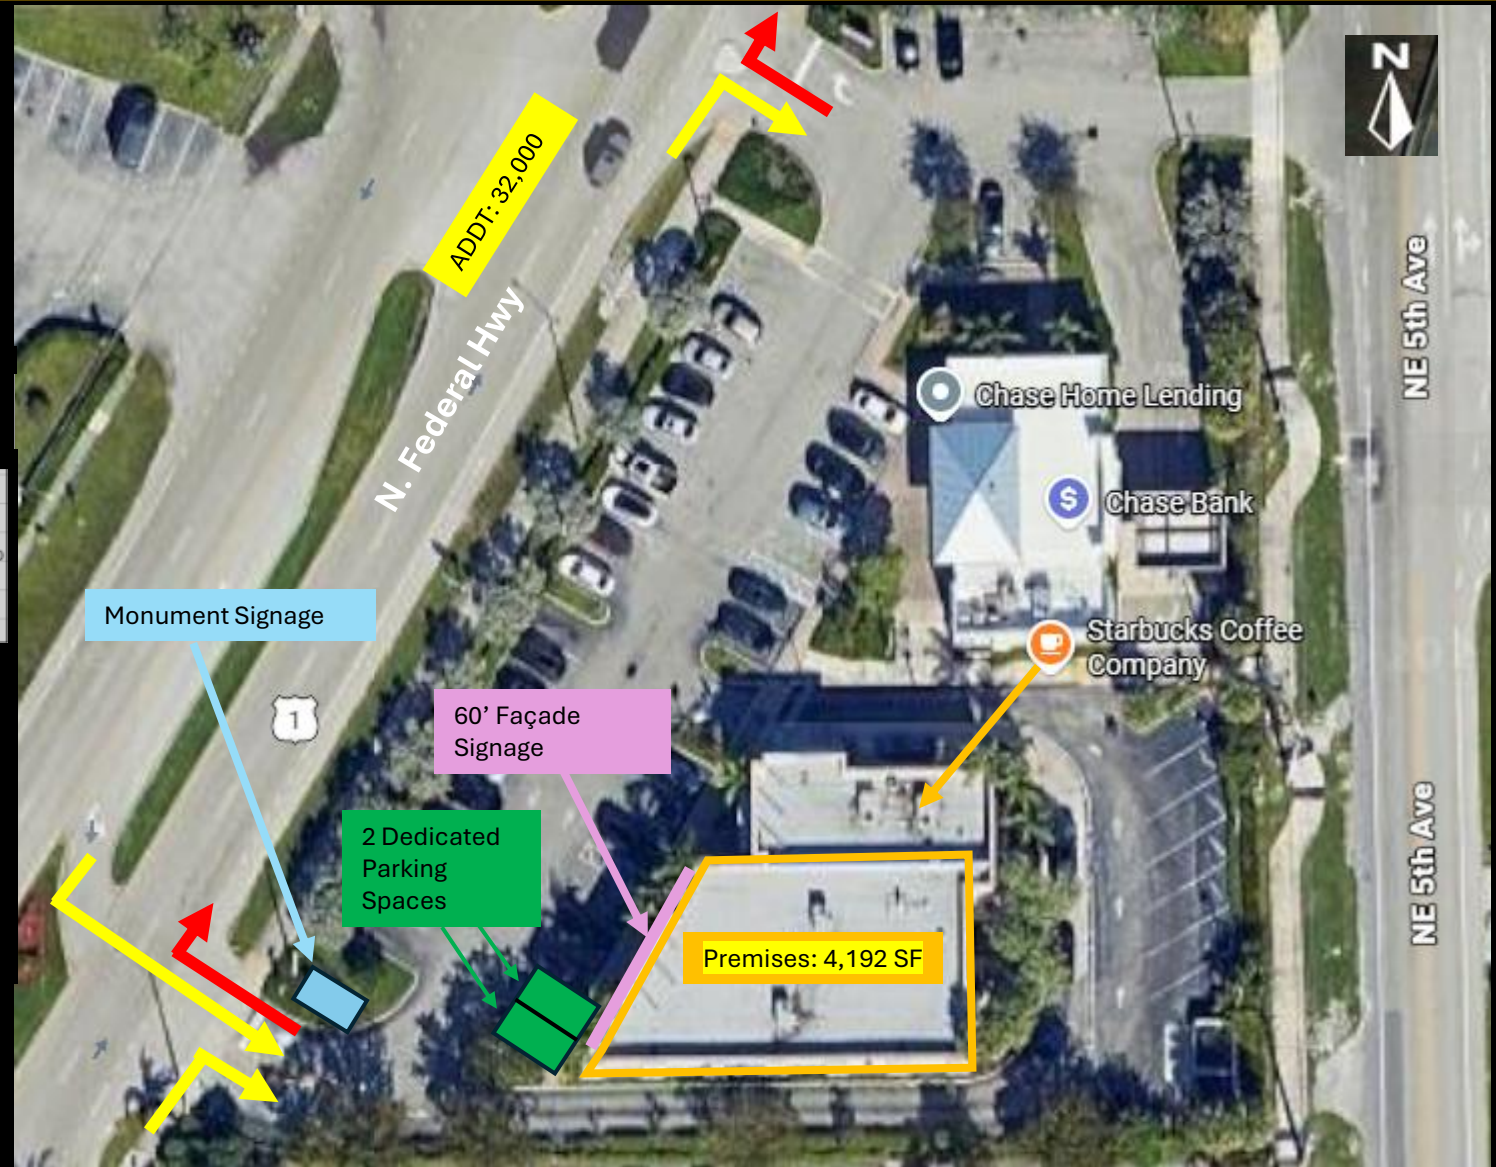 N
ADDT: 32,000
N. Federal Hwy
NE 5th Ave
Chase Home Lending
$
Chase Bank
Monument Signage
Starbucks Coffee
Company
1
60’ Façade
Signage
2 Dedicated
Parking
Spaces
NE 5th Ave
Premises: 4,192 SF